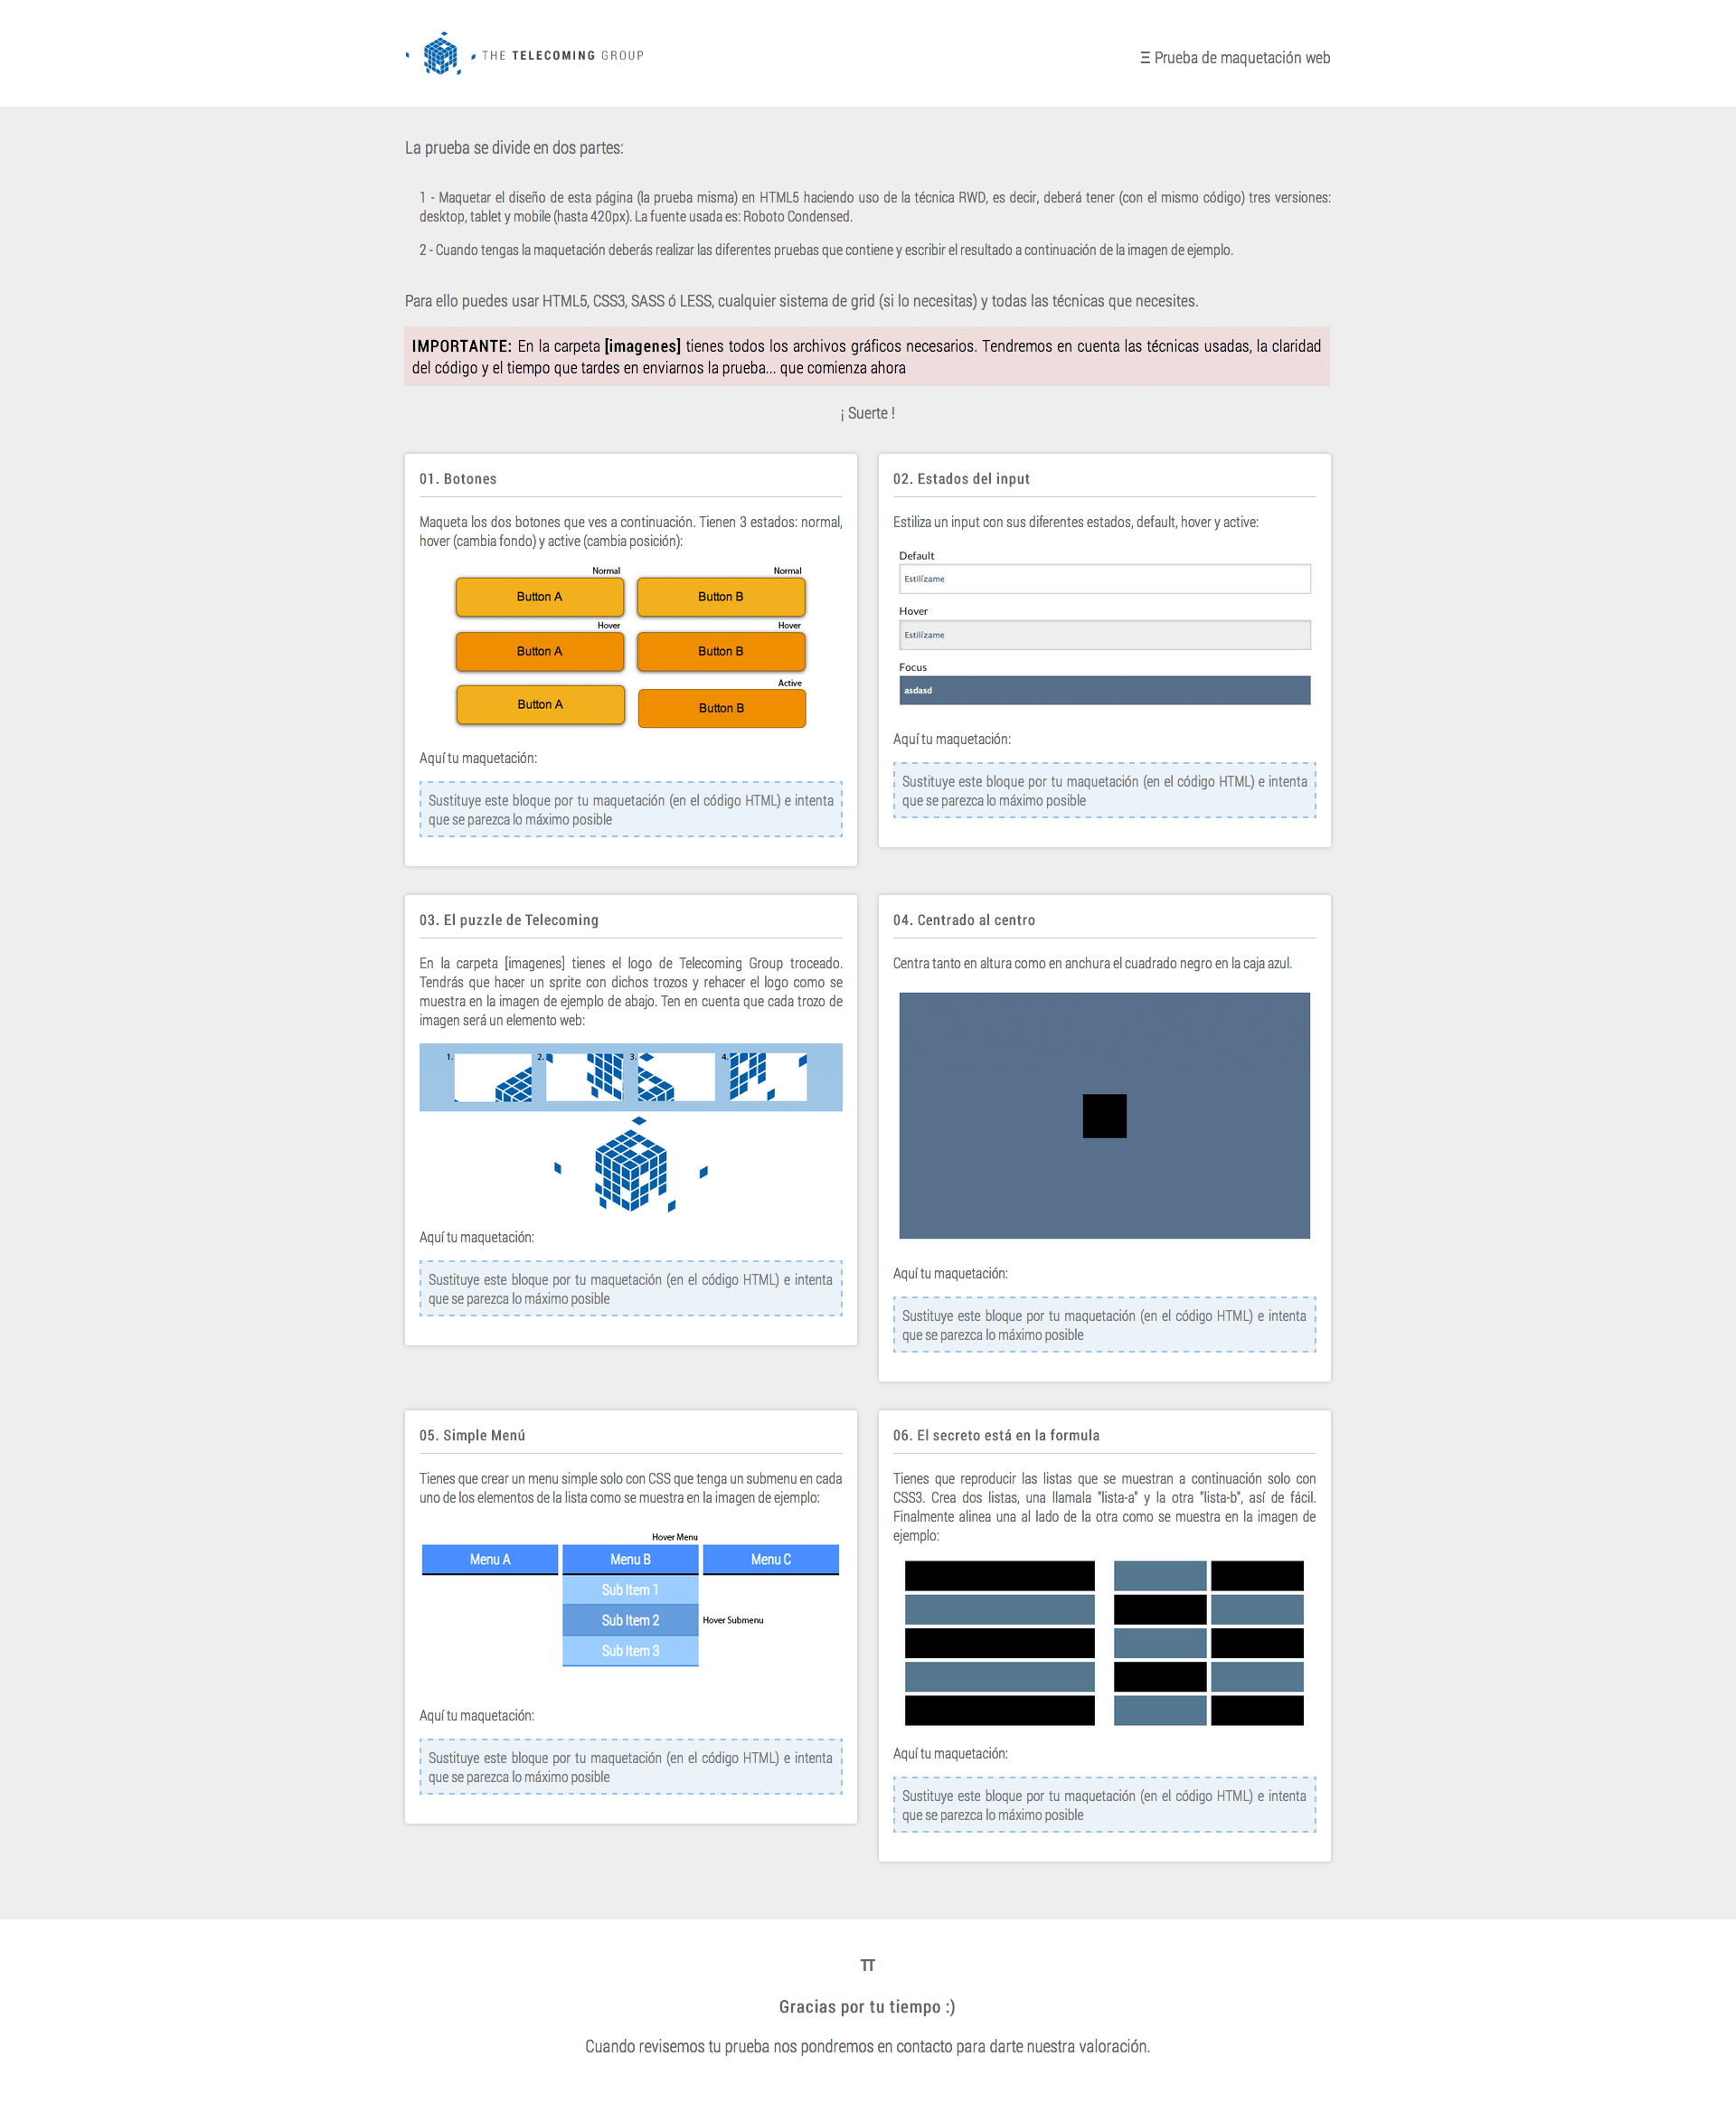 THE TELECOMING GROUP
Ξ Prueba de maquetación web
La prueba se divide en dos partes:
1 - Maquetar el diseño de esta página (la prueba misma) en HTML5 haciendo uso de la técnica RWD, es decir, deberá tener (con el mismo código) tres versiones:
desktop, tablet y mobile (hasta 420px). La fuente usada es: Roboto Condensed.
2 - Cuando tengas la maquetación deberás realizar las diferentes pruebas que contiene y escribir el resultado a continuación de la imagen de ejemplo.
Para ello puedes usar HTML5, CSS3, SASS ó LESS, cualquier sistema de grid (si lo necesitas) y todas las técnicas que necesites.
IMPORTANTE: En la carpeta [imagenes] tienes todos los archivos gráficos necesarios. Tendremos en cuenta las técnicas usadas, la claridad
del código y el tiempo que tardes en enviarnos la prueba... que comienza ahora
¡ Suerte !
01. Botones
Maqueta los dos botones que ves a continuación. Tienen 3 estados: normal,
hover (cambia fondo) y active (cambia posición):
Normal
Normal
Button A
Button B
Hover
Hover
Button A
Button B
Active
Button A
Button B
Aquí tu maquetación:
Sustituye este bloque por tu maquetación (en el código HTML) e intenta
que se parezca lo máximo posible
02. Estados del input
Estiliza un input con sus diferentes estados, default, hover y active:
Default
Estilízame
Hover
Estilízame
Focus
asdasd
Aquí tu maquetación:
Sustituye este bloque por tu maquetación (en el código HTML) e intenta
que se parezca lo máximo posible
03. El puzzle de Telecoming
En la carpeta [imagenes] tienes el logo de Telecoming Group troceado.
Tendrás que hacer un sprite con dichos trozos y rehacer el logo como se
muestra en la imagen de ejemplo de abajo. Ten en cuenta que cada trozo de
imagen será un elemento web:
1. 2. 3. 4.
Aquí tu maquetación:
Sustituye este bloque por tu maquetación (en el código HTML) e intenta
que se parezca lo máximo posible
04. Centrado al centro
Centra tanto en altura como en anchura el cuadrado negro en la caja azul.
Aquí tu maquetación:
Sustituye este bloque por tu maquetación (en el código HTML) e intenta
que se parezca lo máximo posible
05. Simple Menú
Tienes que crear un menu simple solo con CSS que tenga un submenu en cada
uno de los elementos de la lista como se muestra en la imagen de ejemplo:
Hover Menu
Menu A
Menu B
Menu C
Sub Item 1
Sub Item 2
Hover Submenu
Sub Item 3
Aquí tu maquetación:
Sustituye este bloque por tu maquetación (en el código HTML) e intenta
que se parezca lo máximo posible
06. El secreto está en la formula
Tienes que reproducir las listas que se muestran a continuación solo con
CSS3. Crea dos listas, una llamala "lista-a" y la otra "lista-b", así de fácil.
Finalmente alinea una al lado de la otra como se muestra en la imagen de
ejemplo:
Aquí tu maquetación:
Sustituye este bloque por tu maquetación (en el código HTML) e intenta
que se parezca lo máximo posible
TT
Gracias por tu tiempo :)
Cuando revisemos tu prueba nos pondremos en contacto para darte nuestra valoración.